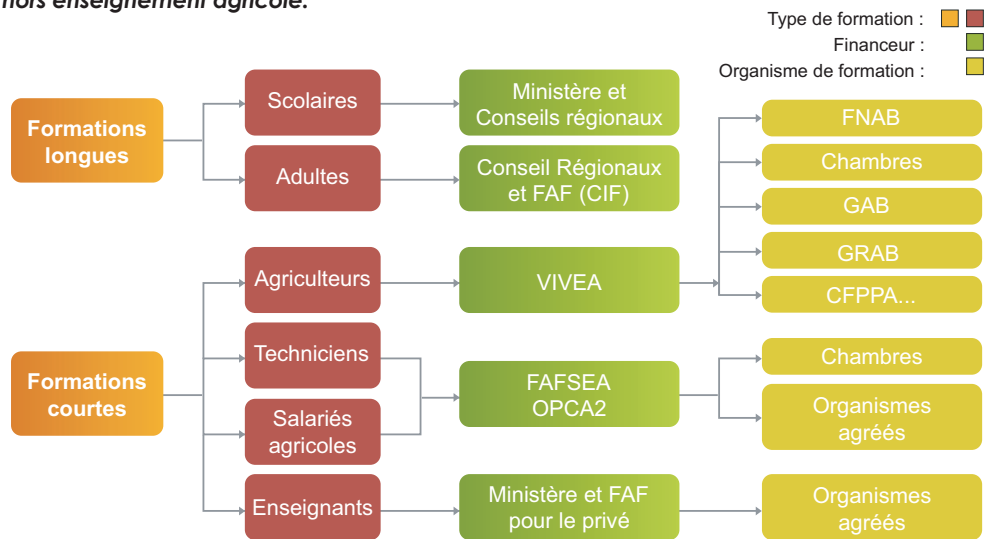 hors enseignement agricole.
Type de formation :
Financeur :
Organisme de formation :
Formations
longues
Scolaires
Ministère et
Conseils régionaux
Adultes
Conseil Régionaux
et FAF (CIF)
Formations
courtes
Agriculteurs
VIVEA
FNAB
Chambres
GAB
GRAB
CFPPA...
Techniciens
Salariés
agricoles
FAFSEA
OPCA2
Chambres
Organismes
agréés
Enseignants
Ministère et FAF
pour le privé
Organismes
agréés